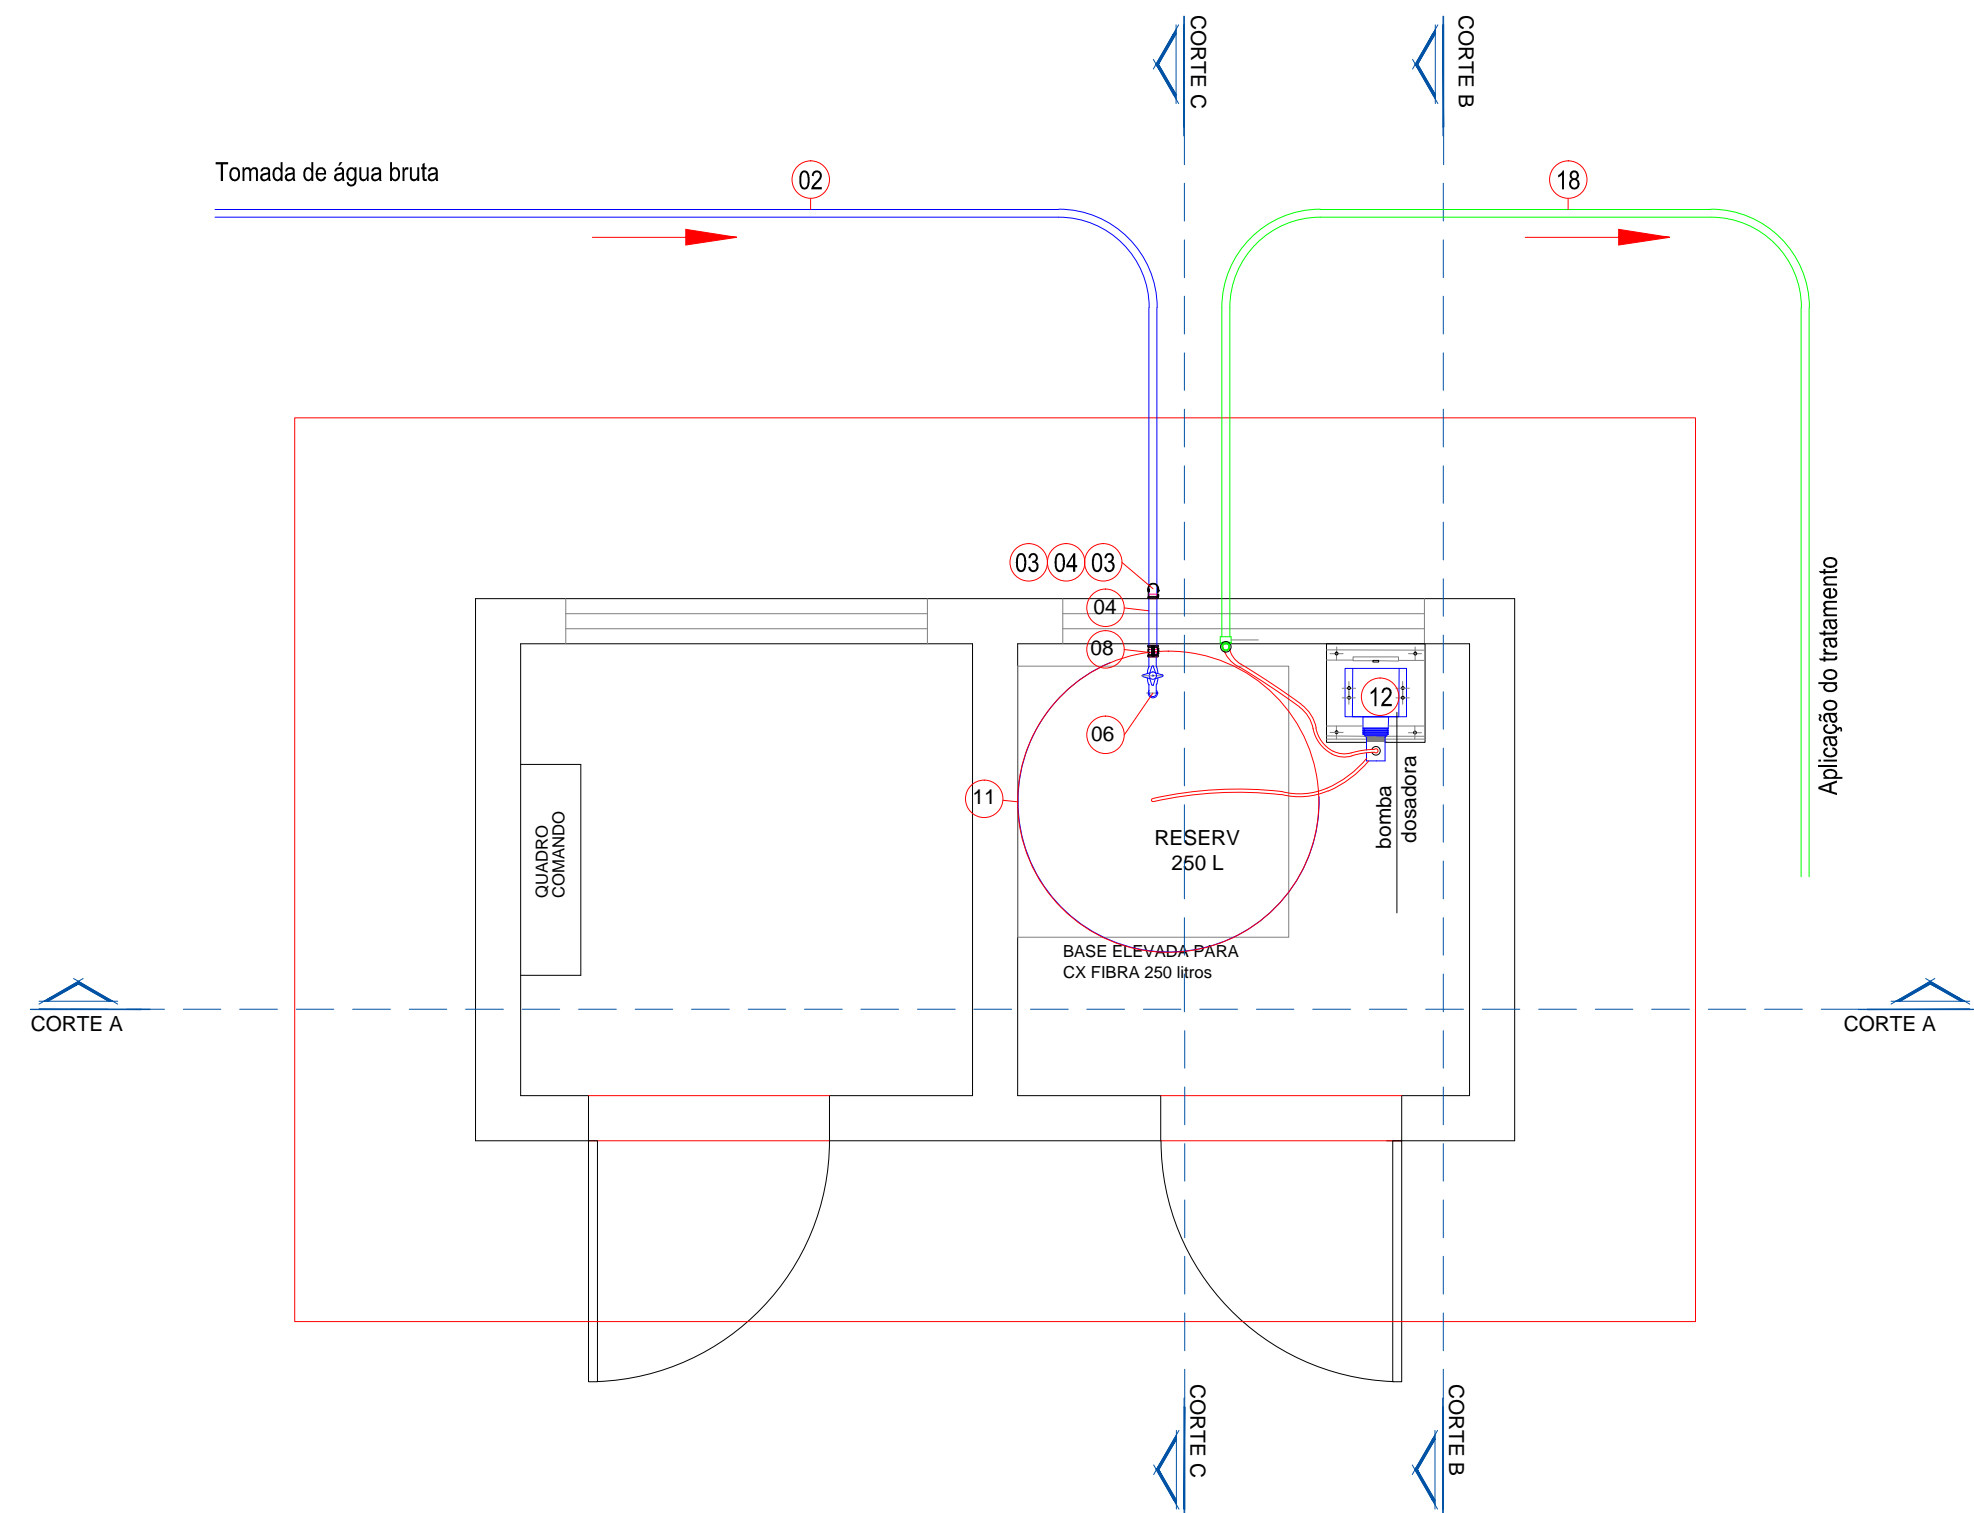 CORTE C
CORTE B
Tomada de água bruta
02
18
03
04
03
04
08
06
12
11
bomba
dosadora
Aplicação do tratamento
RESERV
250 L
QUADRO
COMANDO
BASE ELEVADA PARA
CX FIBRA 250 litros
CORTE A
CORTE A
CORTE C
CORTE B